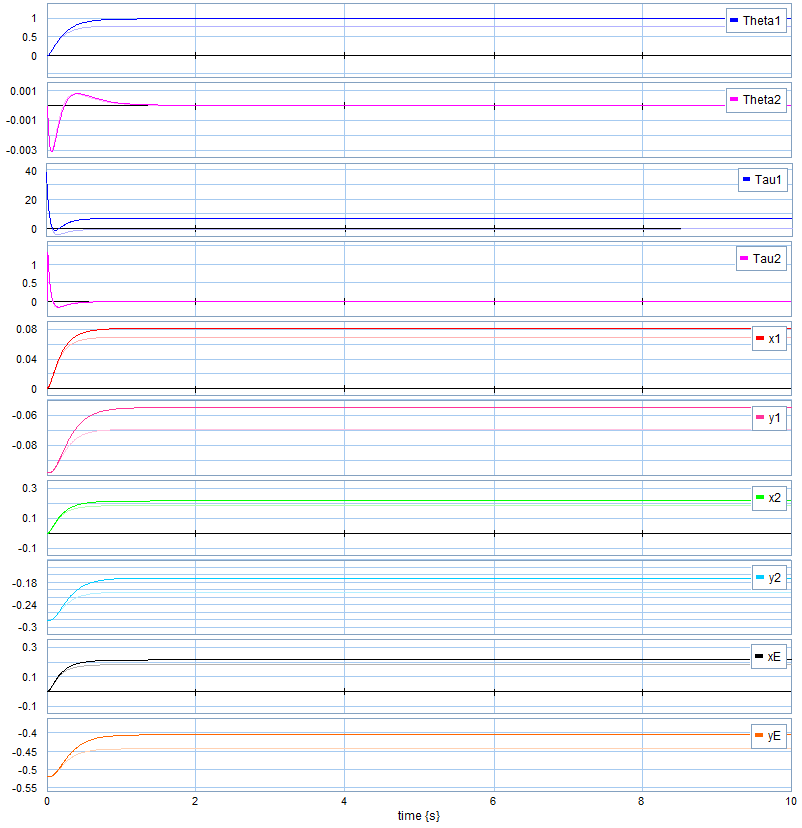 1
0.5
0
Theta1
0.001
-0.001
-0.003
Theta2
40
20
0
Tau1
1
0.5
0
Tau2
0.08
0.04
0
x1
-0.06
-0.08
y1
0.3
0.1
-0.1
x2
-0.18
-0.24
-0.3
y2
0.3
0.1
-0.1
xE
-0.4
-0.45
-0.5
-0.55
yE
0 2 4 6 8 10
time {s}